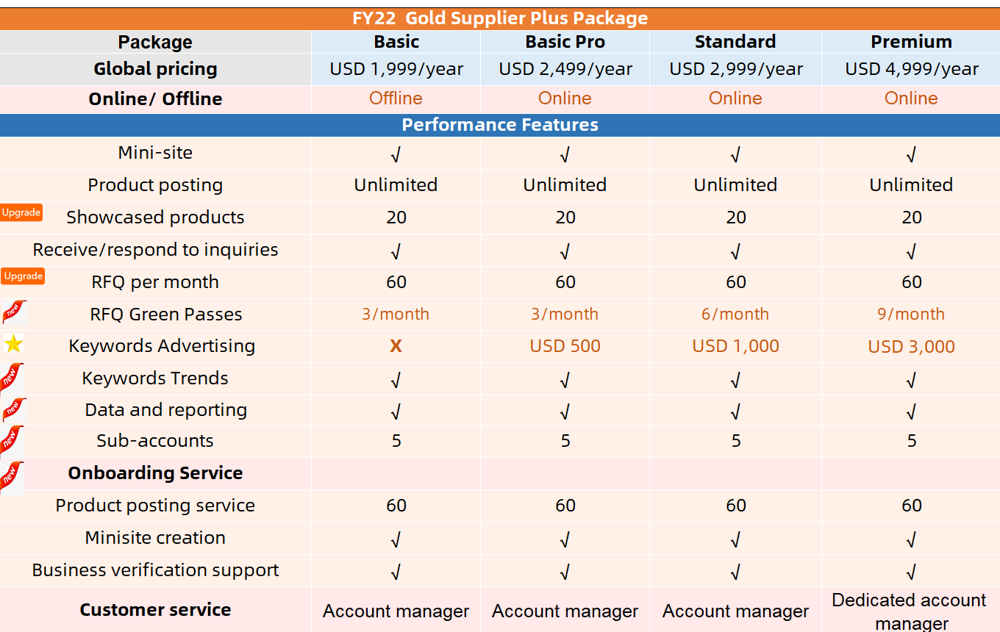 FY22 Gold Supplier Plus Package
Package Basic Basic Pro Standard Premium
Global pricing USD 1,999/year USD 2,499/year USD 2,999/year USD 4,999/year
Online/ Offline Offline Online Online Online
Performance Features
Mini-site √ √ √ √
Product posting Unlimited Unlimited Unlimited Unlimited
Upgrade Showcased products 20 20 20 20
Receive/respond to inquiries √ √ √ √
Upgrade RFQ per month 60 60 60 60
new RFQ Green Passes 3/month 3/month 6/month 9/month
Keywords Advertising X USD 500 USD 1,000 USD 3,000
new Keywords Trends √ √ √ √
new Data and reporting √ √ √ √
new Sub-accounts 5 5 5 5
new Onboarding Service
Product posting service 60 60 60 60
Minisite creation √ √ √ √
Business verification support √ √ √ √
Customer service Account manager Account manager Account manager Dedicated account
manager